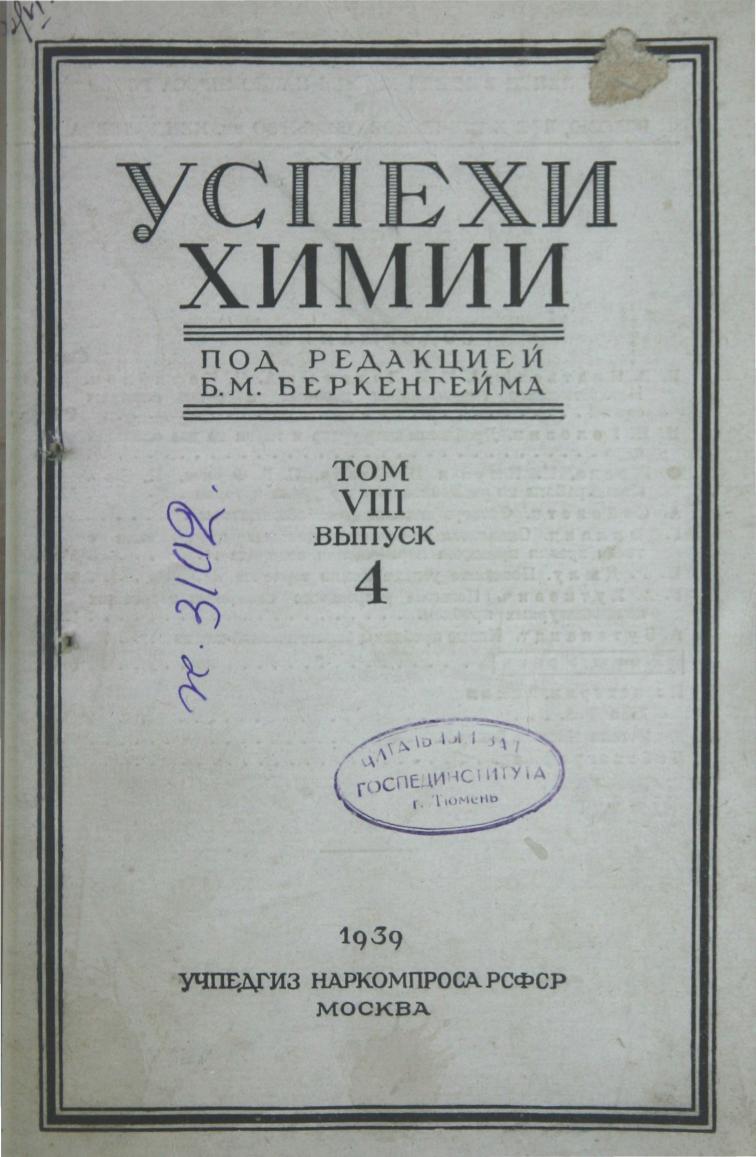 УСПЕХИ
ХИМИИ
ПОД РЕДАКЦИЕЙ
Б.М. БЕРКЕНГЕЙМА
ТОМ
VIII
ВЫПУСК
4
3102.
ГОСПЕДИНСТИТУТА
г. Тюмень
1939
УЧПЕДГИЗ НАРКОМПРОСА РСФСР
МОСКВА